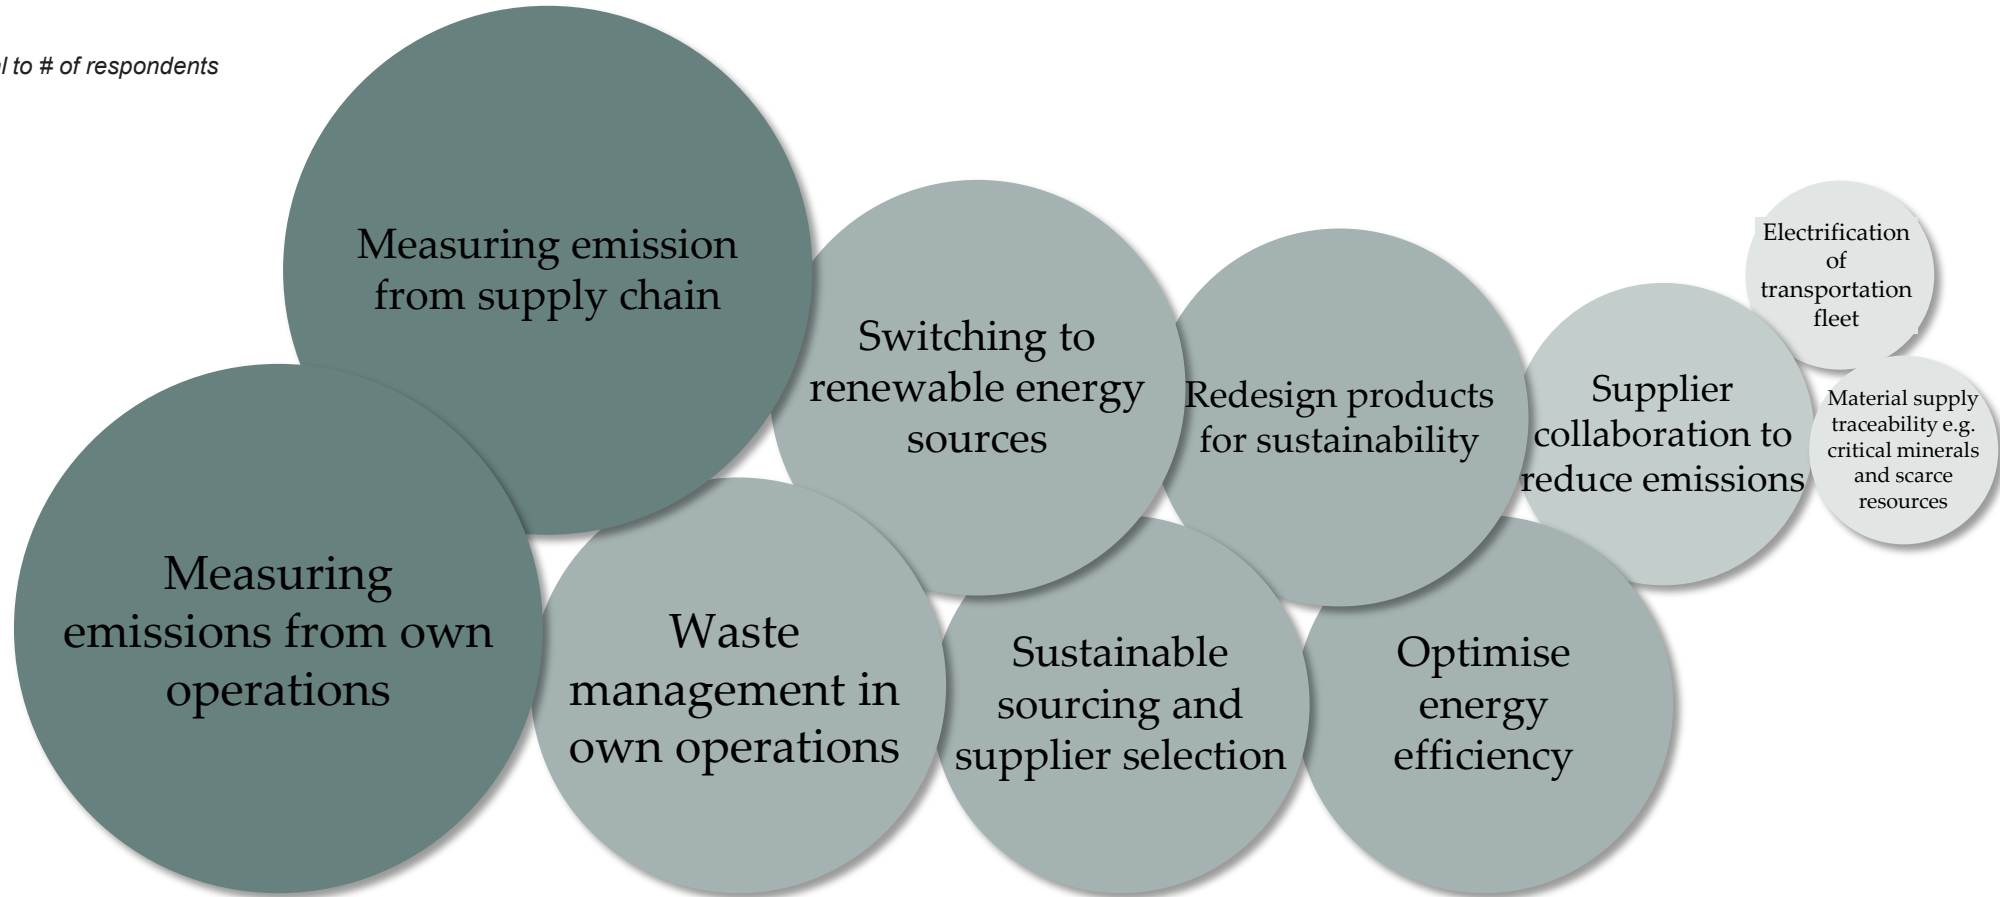 l to # of respondents
Measuring emission
from supply chain
Switching to
renewable energy
sources
Redesign products
for sustainability
Supplier
collaboration to
reduce emissions
Electrification
of
transportation
fleet
Material supply
traceability e.g.
critical minerals
and scarce
resources
Measuring
emissions from own
operations
Waste
management in
own operations
Sustainable
sourcing and
supplier selection
Optimise
energy
efficiency